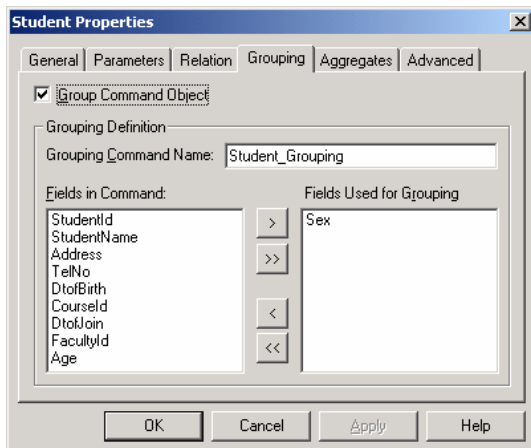 Student Properties
General Parameters Relation Grouping Aggregates Advanced
Group Command Object
Grouping Definition
Grouping Command Name: Student_Grouping
Fields in Command:
Fields Used for Grouping
StudentId
StudentName
Address
TelNo
DtofBirth
CourseId
DtofJoin
FacultyId
Age
>
>>
<
<<
Sex
OK Cancel Apply Help